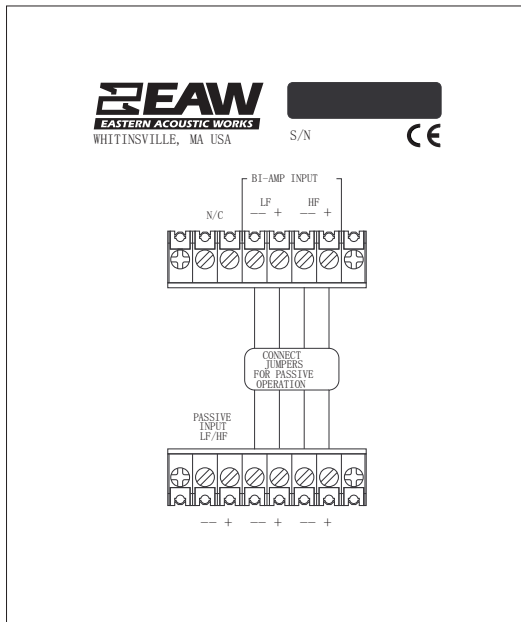 EAW
EASTERN ACOUSTIC WORKS
WHITINSVILLE, MA USA
S/N
CE
BI-AMP INPUT
N/C
LF
HF
— + — +
CONNECT
JUMPERS
FOR PASSIVE
OPERATION
PASSIVE
INPUT
LF/HF
— + — + — +